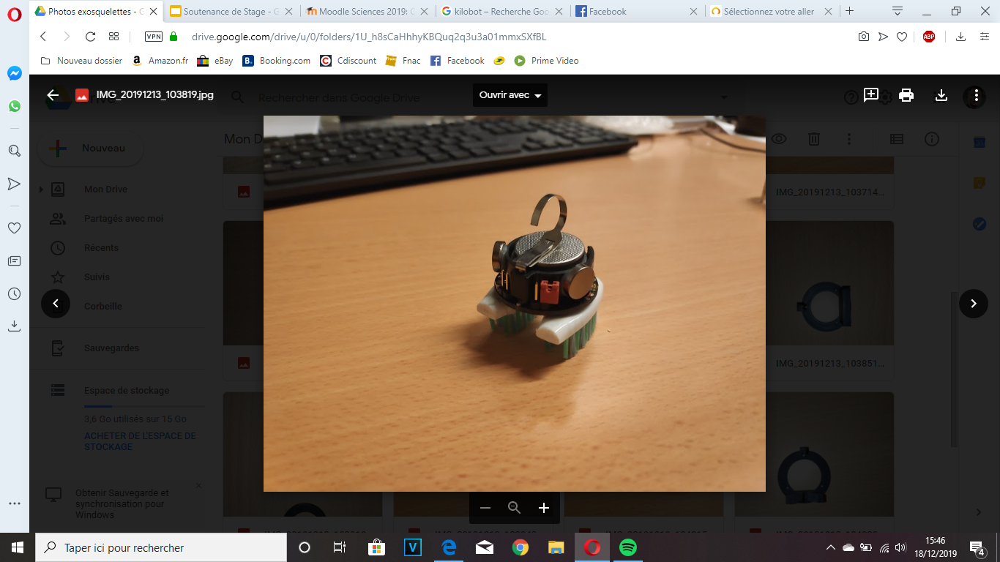 Photos exosquelettes - G
Soutenance de Stage - G
Moodle Sciences 2019: C
kilobot – Recherche Goo
Facebook
Sélectionnez votre aller
VPN
drive.google.com/drive/u/0/folders/1U_h8sCaHhhyKBQuq2q3u3a01mmxSXfBL
ABP
Nouveau dossier
Amazon.fr
eBay
Booking.com
Cdiscount
Fnac
Facebook
Prime Video
IMG_20191213_103819.jpg
Rechercher dans Google Drive
Ouvrir avec
Nouveau
Mon D
Mon Drive
IMG_20191213_103714...
Partagés avec moi
Récents
Suivis
Corbeille
Sauvegardes
IMG_20191213_103851...
Espace de stockage
3,6 Go utilisés sur 15 Go
ACHETER DE L'ESPACE DE
STOCKAGE
Obtenir Sauvegarde et
synchronisation pour
Windows
Taper ici pour rechercher
15:46
18/12/2019
4